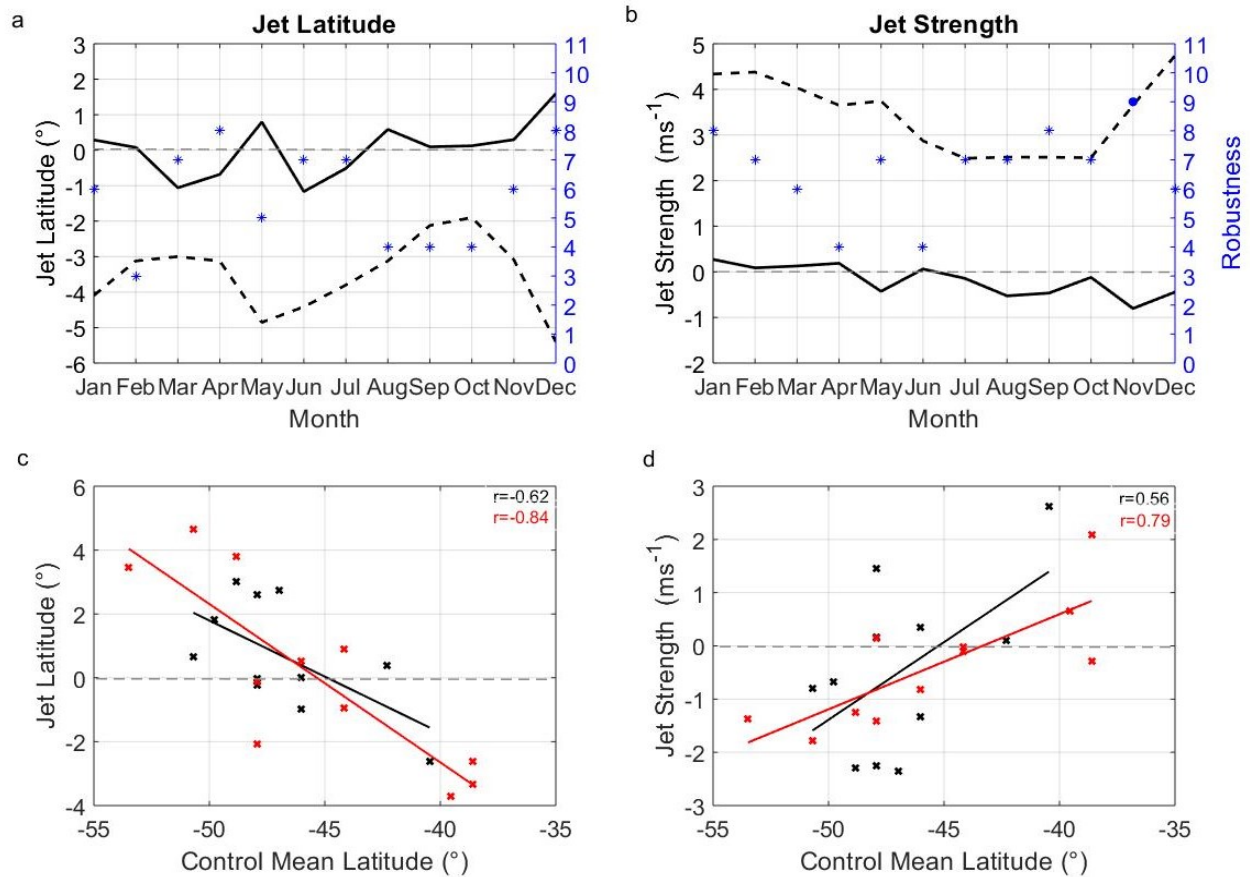 a
Jet Latitude
Jet Latitude (°)
3
2
1
0
-1
-2
-3
-4
-5
-6
11
10
9
8
7
6
5
4
3
2
1
0
Jan Feb Mar Apr May Jun Jul Aug Sep Oct Nov Dec
Month
b
Jet Strength
Jet Strength (ms⁻¹)
5
4
3
2
1
0
-1
-2
11
10
9
8
7
6
5
4
3
2
1
0
Robustness
Jan Feb Mar Apr May Jun Jul Aug Sep Oct Nov Dec
Month
c
Jet Latitude (°)
6
4
2
0
-2
-4
r=-0.62
r=-0.84
-55 -50 -45 -40 -35
Control Mean Latitude (°)
d
Jet Strength (ms⁻¹)
3
2
1
0
-1
-2
-3
r=0.56
r=0.79
-55 -50 -45 -40 -35
Control Mean Latitude (°)